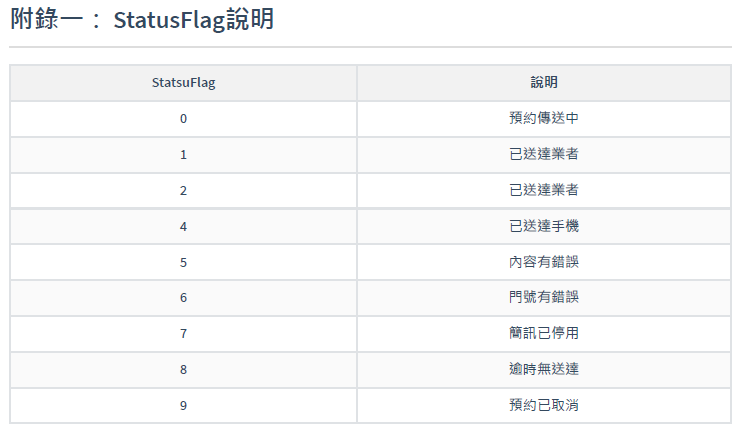 附錄一： StatusFlag說明
StatsuFlag 說明
0 預約傳送中
1 已送達業者
2 已送達業者
4 已送達手機
5 內容有錯誤
6 門號有錯誤
7 簡訊已停用
8 逾時無送達
9 預約已取消